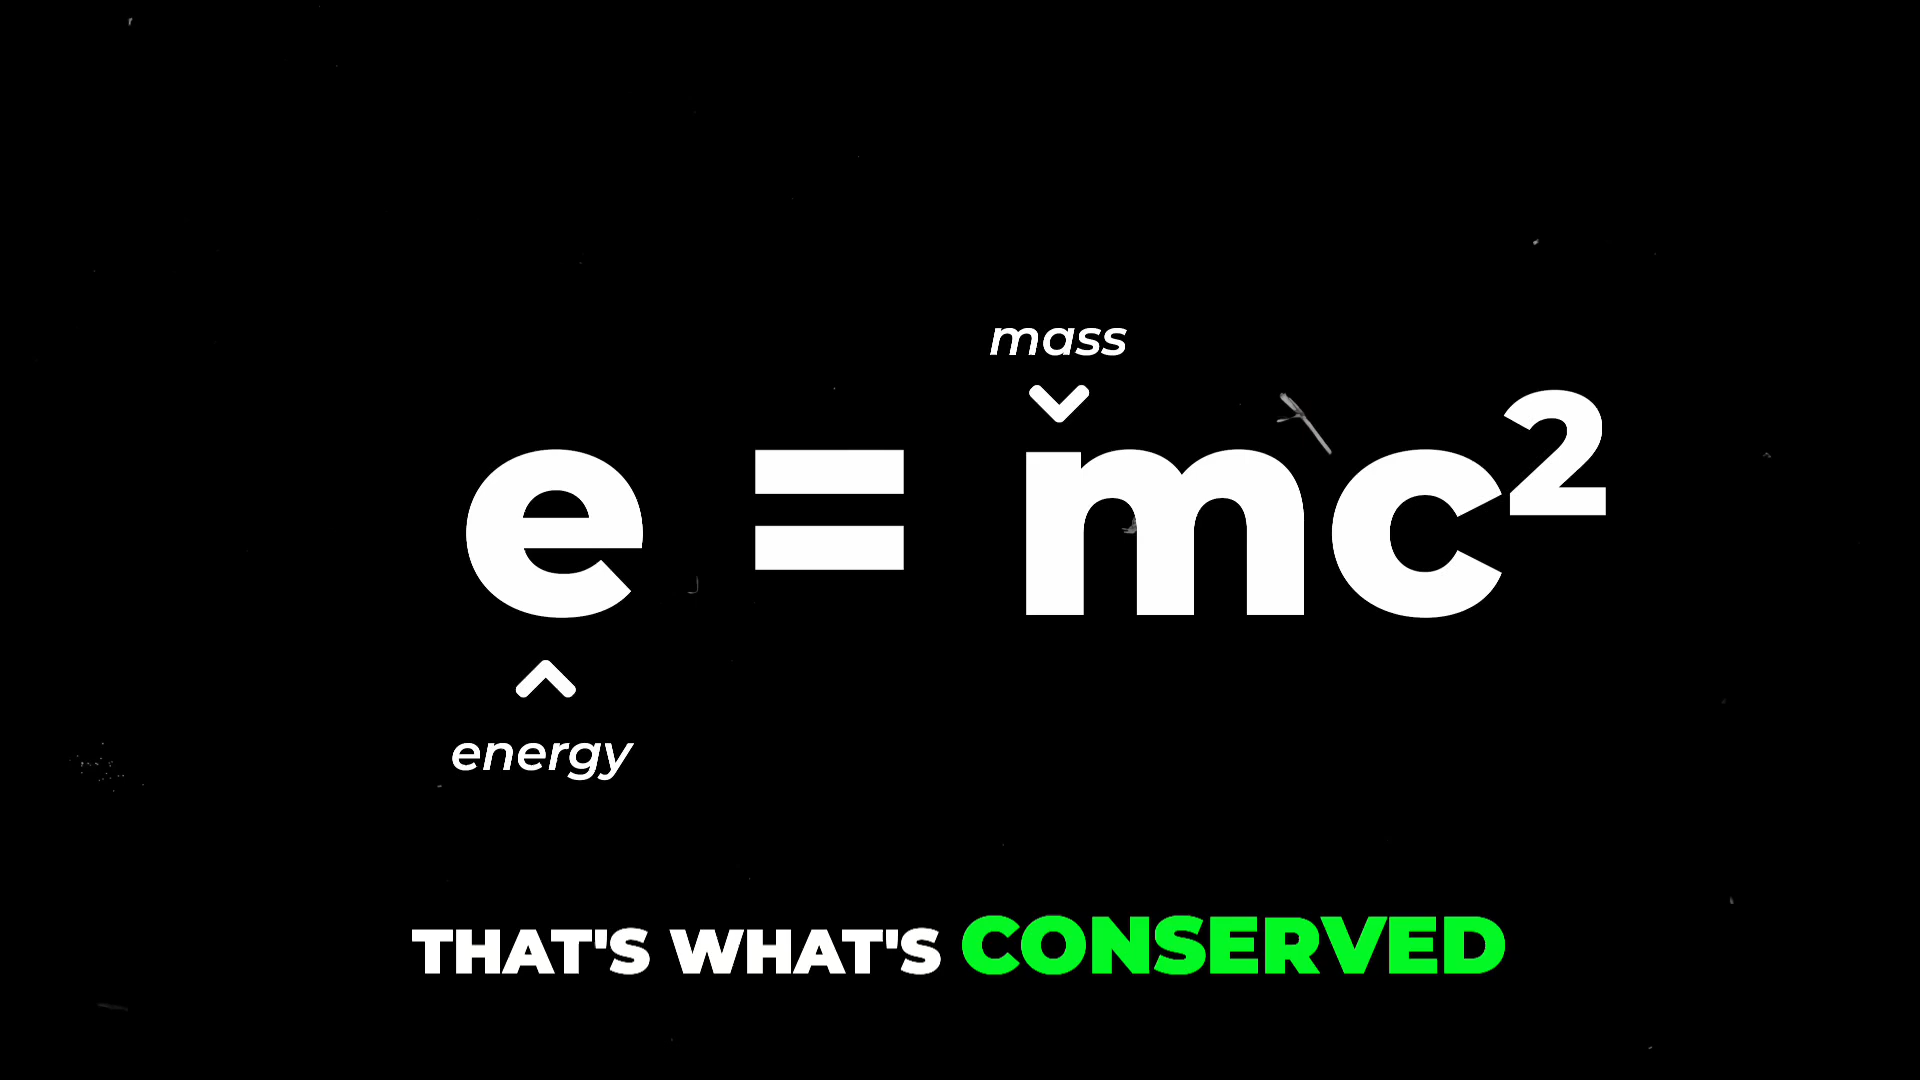 mass
e = mc²
energy
THAT'S WHAT'S CONSERVED